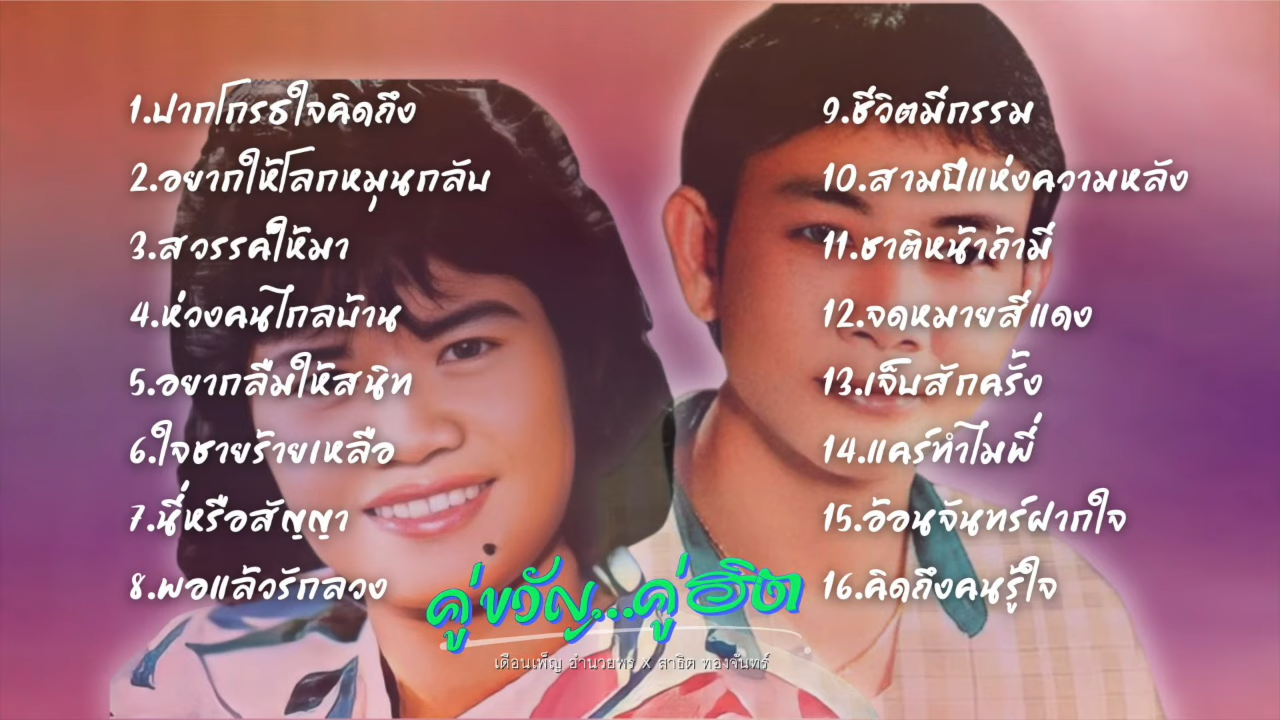 1.ปากโกรธใจคิดถึง
2.อยากให้โลกหมุนกลับ
3.สวรรค์ให้มา
4.ห่วงคนไกลบ้าน
5.อยากลืมให้สนิท
6.ใจชายร้ายเหลือ
7.นี่หรือสัญญา
8.พอแล้วรักลวง
9.ชีวิตมีกรรม
10.สามปีแห่งความหลัง
11.ชาติหน้าถ้ามี
12.จดหมายสีแดง
13.เจ็บสักครั้ง
14.แคร์ทำไมพี่
15.อ้อนจันทร์ฝากใจ
16.คิดถึงคนรู้ใจ
คู่ขวัญ...คู่ฮิต
เดือนเพ็ญ อำนวยพร x สาธิต ทองจันทร์